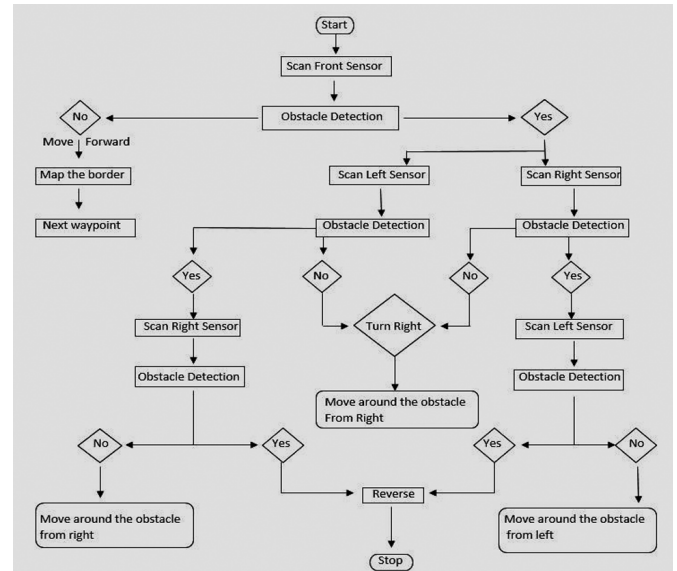 Start
Scan Front Sensor
Obstacle Detection
No
Yes
Move Forward
Map the border
Next waypoint
Scan Left Sensor
Scan Right Sensor
Obstacle Detection
Obstacle Detection
Yes
No
No
Yes
Turn Right
Scan Right Sensor
Scan Left Sensor
Obstacle Detection
Obstacle Detection
Move around the obstacle
From Right
No
Yes
Yes
No
Reverse
Move around the obstacle
from right
Move around the obstacle
from left
Stop